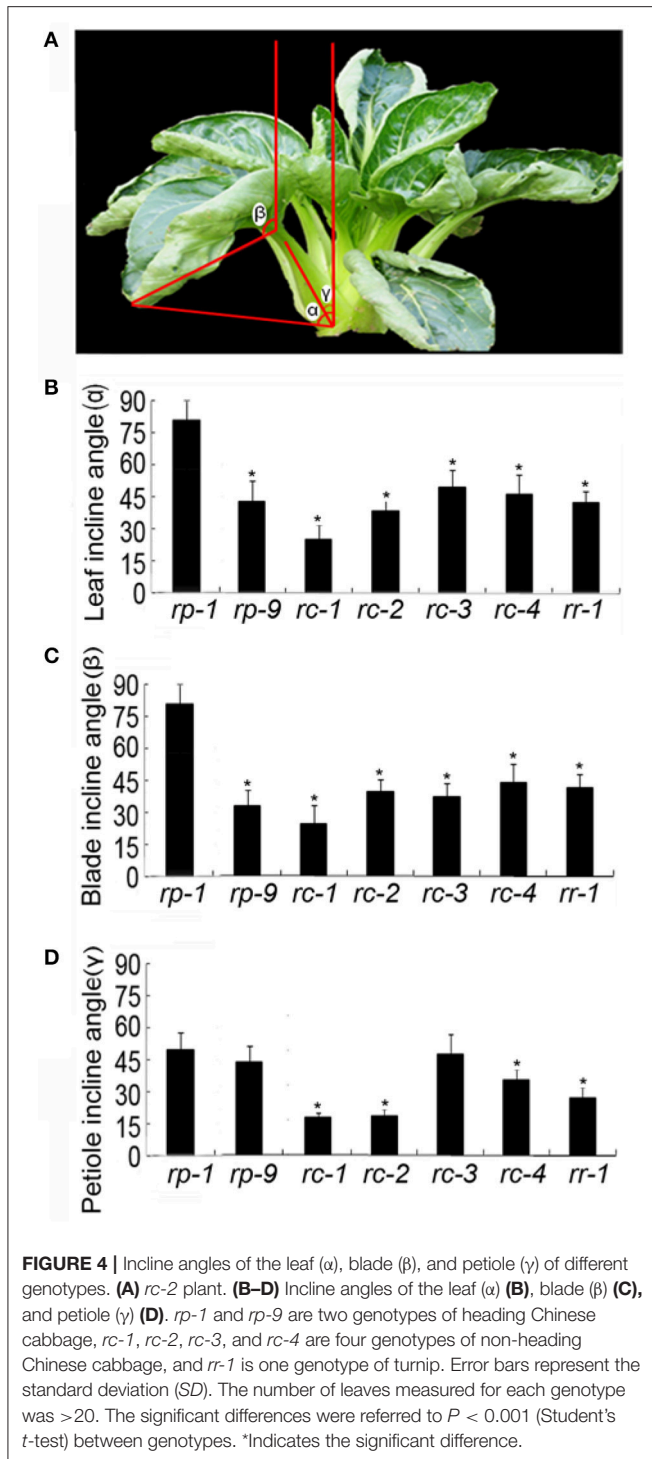 A
β
γ
α
B
Leaf incline angle(α)
90
75
60
45
30
15
0
* * * * * *
rp-1 rp-9 rc-1 rc-2 rc-3 rc-4 rr-1
C
Blade incline angle(β)
90
75
60
45
30
15
0
* * * * * *
rp-1 rp-9 rc-1 rc-2 rc-3 rc-4 rr-1
D
Petiole incline angle(γ)
90
75
60
45
30
15
0
* * * *
rp-1 rp-9 rc-1 rc-2 rc-3 rc-4 rr-1
FIGURE 4 | Incline angles of the leaf (α), blade (β), and petiole (γ) of different
genotypes. (A) rc-2 plant. (B–D) Incline angles of the leaf (α) (B), blade (β) (C),
and petiole (γ) (D). rp-1 and rp-9 are two genotypes of heading Chinese
cabbage, rc-1, rc-2, rc-3, and rc-4 are four genotypes of non-heading
Chinese cabbage, and rr-1 is one genotype of turnip. Error bars represent the
standard deviation (SD). The number of leaves measured for each genotype
was >20. The significant differences were referred to P < 0.001 (Student's
t-test) between genotypes. *Indicates the significant difference.